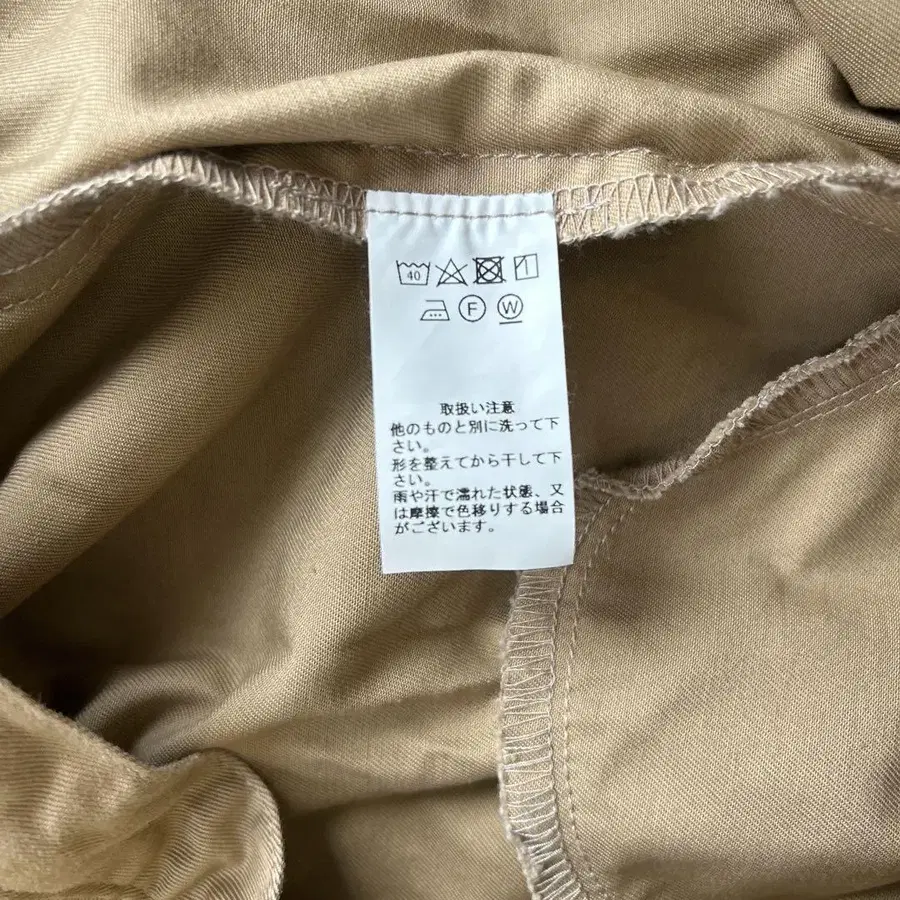 40
F W
取扱い注意
他のものと別に洗って下
さい。
形を整えてから干して下
さい。
雨や汗で濡れた状態、又
は摩擦で色移りする場合
がございます。